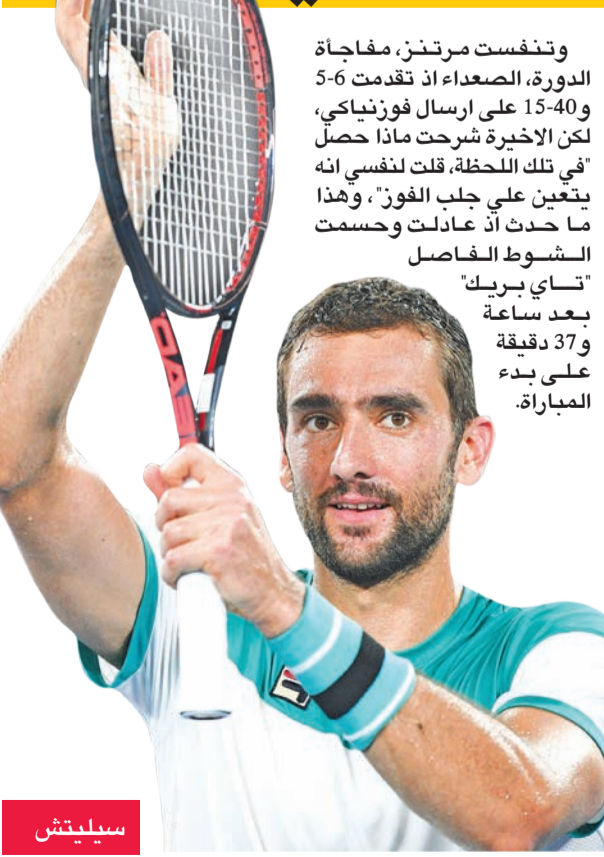 وتنفست مرتنز، مفاجأة
الدورة، الصعداء اذ تقدمت 6-5
و40-15 على ارسال فوزنياكي،
لكن الاخيرة شرحت ماذا حصل
"في تلك اللحظة، قلت لنفسي انه
يتعين علي جلب الفوز"، وهذا
ما حدث اذ عادلت وحسمت
الشوط الفاصل
"تاي بريك"
بعد ساعة
و37 دقيقة
على بدء
المباراة.
سيليتش